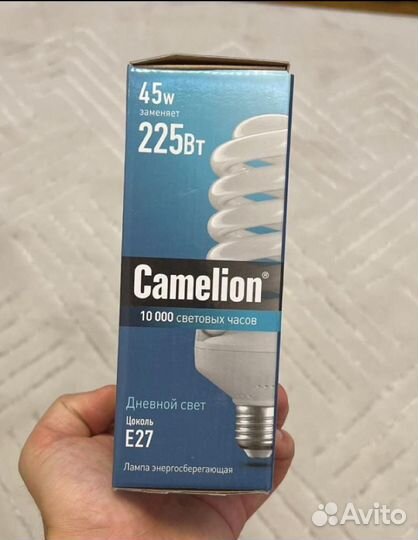 45w
заменяет
225Вт
Camelion®
10 000 световых часов
Дневной свет
Цоколь
E27
Лампа энергосберегающая
Avito